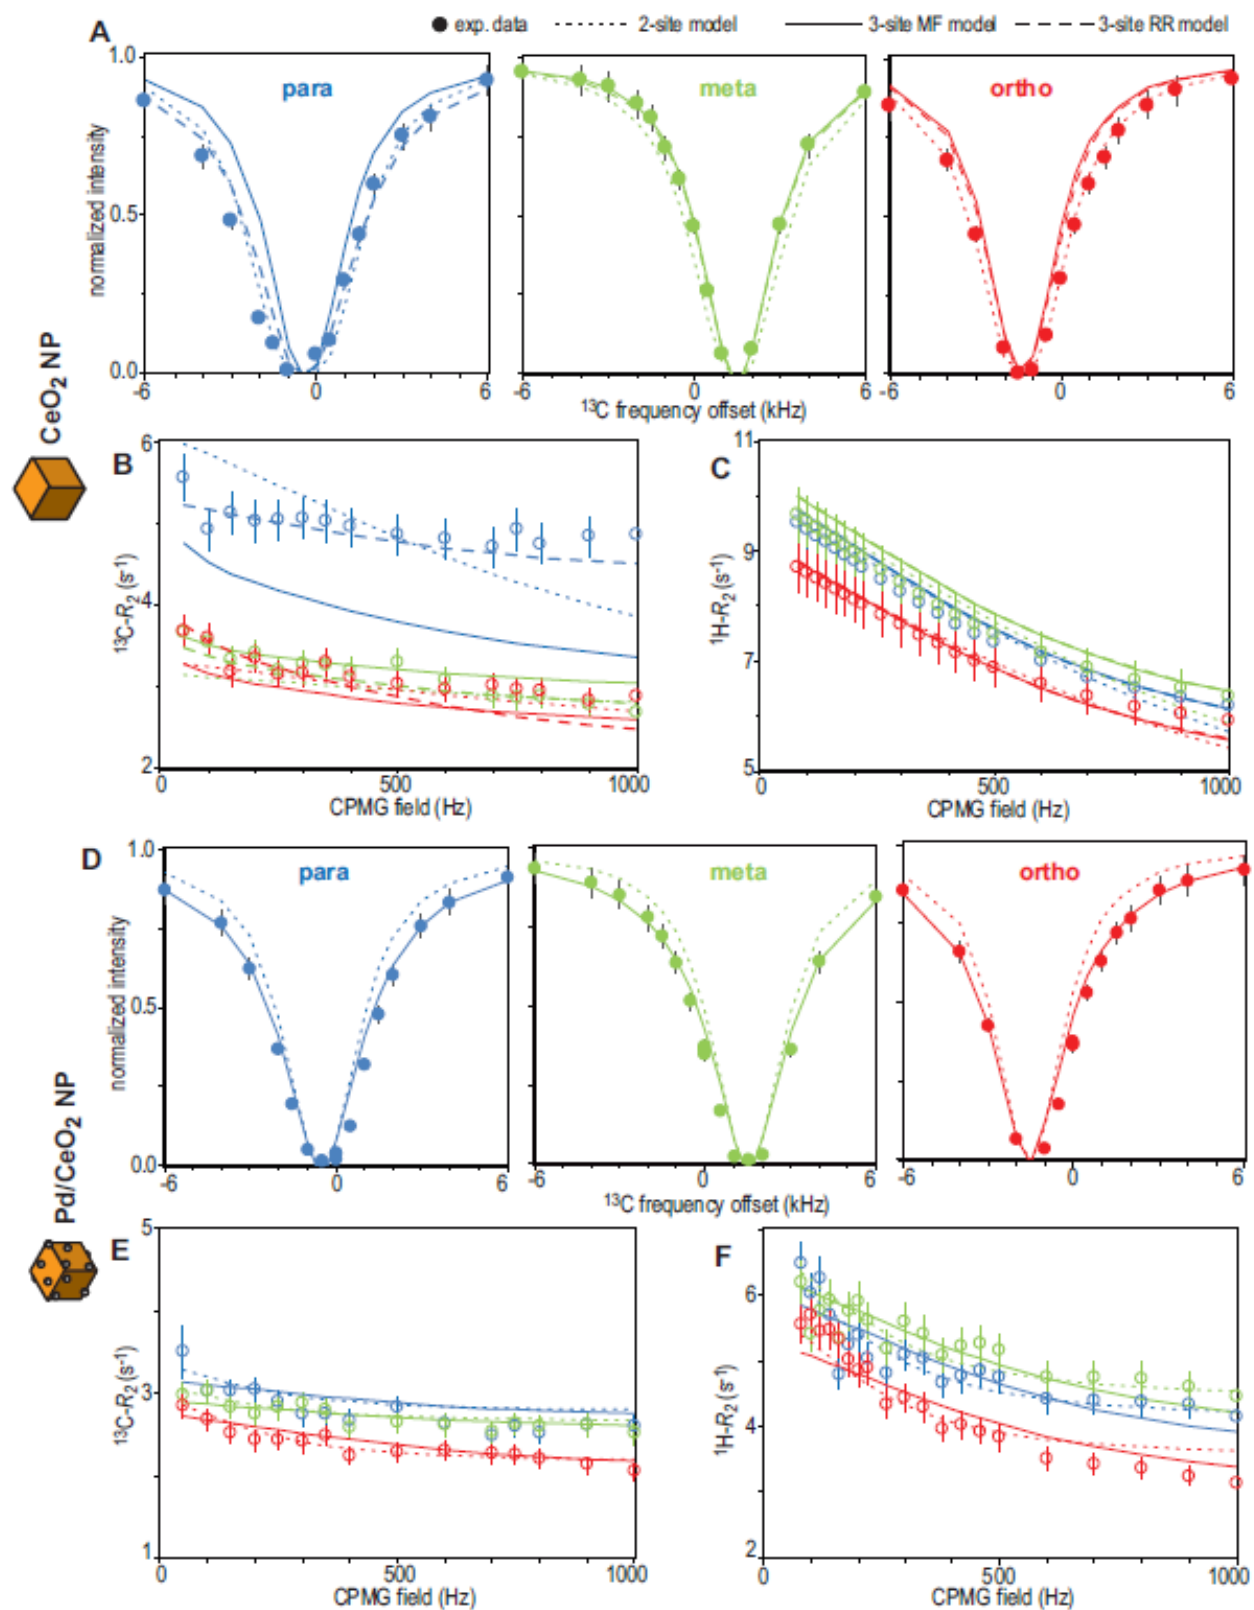 exp. data 2-site model 3-site MF model 3-site RR model
A
para meta ortho
1.0
0.5
0.0
normalized intensity
-6 0 6 -6 0 6 -6 0 6
¹³C frequency offset (kHz)
CeO₂ NP
B
6
4
2
¹³C-R₂ (s⁻¹)
0 500 1000
CPMG field (Hz)
C
11
9
7
5
¹H-R₂ (s⁻¹)
0 500 1000
CPMG field (Hz)
D
para meta ortho
1.0
0.5
0.0
normalized intensity
-6 0 6 -6 0 6 -6 0 6
¹³C frequency offset (kHz)
Pd/CeO₂ NP
E
5
3
1
¹³C-R₂ (s⁻¹)
0 500 1000
CPMG field (Hz)
F
6
4
2
¹H-R₂ (s⁻¹)
0 500 1000
CPMG field (Hz)